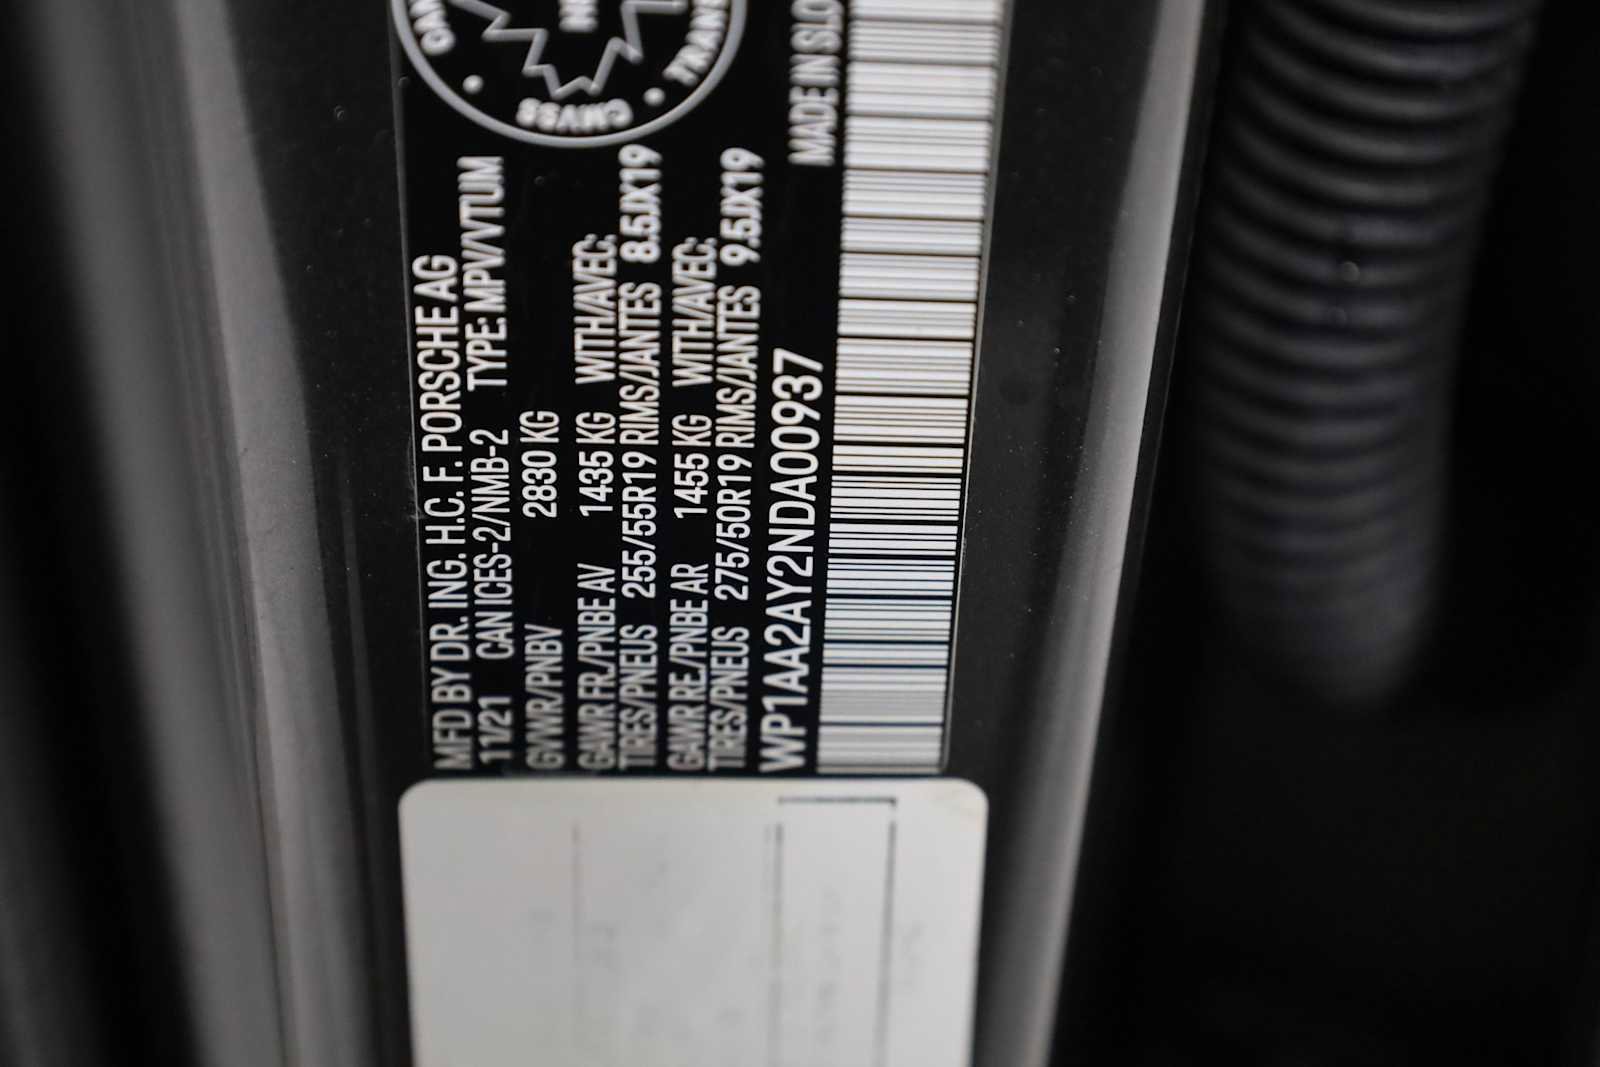 CMVSS
MFD BY DR. ING. H.C. F. PORSCHE AG
11/21 CAN ICES-2/NMB-2 TYPE: MPV/VTUM
GVWR/PNBV 2830 KG
GAWR FR./PNBE AV 1435 KG WITH/AVEC:
TIRES/PNEUS 255/55R19 RIMS/JANTES 8.5JX19
GAWR RE./PNBE AR 1455 KG WITH/AVEC:
TIRES/PNEUS 275/50R19 RIMS/JANTES 9.5JX19
WP1AA2AY2NDA00937 MADE IN SLO